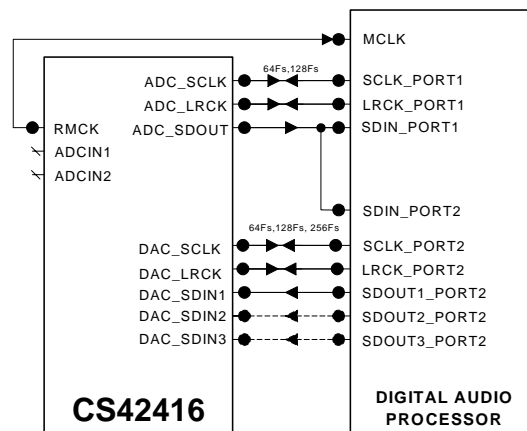 MCLK
64Fs,128Fs
ADC_SCLK
SCLK_PORT1
ADC_LRCK
LRCK_PORT1
RMCK
ADC_SDOUT
SDIN_PORT1
ADCIN1
ADCIN2
SDIN_PORT2
64Fs,128Fs, 256Fs
DAC_SCLK
SCLK_PORT2
DAC_LRCK
LRCK_PORT2
DAC_SDIN1
SDOUT1_PORT2
DAC_SDIN2
SDOUT2_PORT2
DAC_SDIN3
SDOUT3_PORT2
CS42416
DIGITAL AUDIO
PROCESSOR